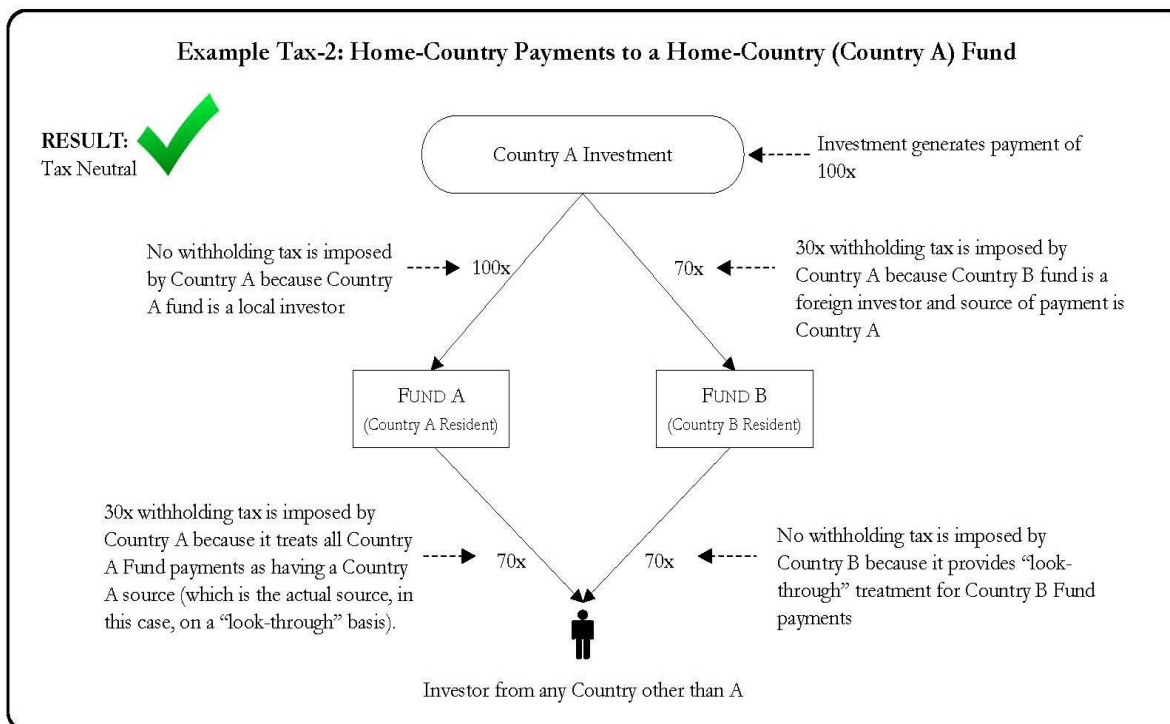 Example Tax-2: Home-Country Payments to a Home-Country (Country A) Fund
RESULT:
Tax Neutral
Country A Investment
Investment generates payment of
100x
No withholding tax is imposed
by Country A because Country
A fund is a local investor
100x
70x
30x withholding tax is imposed by
Country A because Country B fund is a
foreign investor and source of payment is
Country A
FUND A
(Country A Resident)
FUND B
(Country B Resident)
30x withholding tax is imposed by
Country A because it treats all Country
A Fund payments as having a Country
A source (which is the actual source, in
this case, on a “look-through” basis).
70x
70x
No withholding tax is imposed by
Country B because it provides “look-
through” treatment for Country B Fund
payments
Investor from any Country other than A